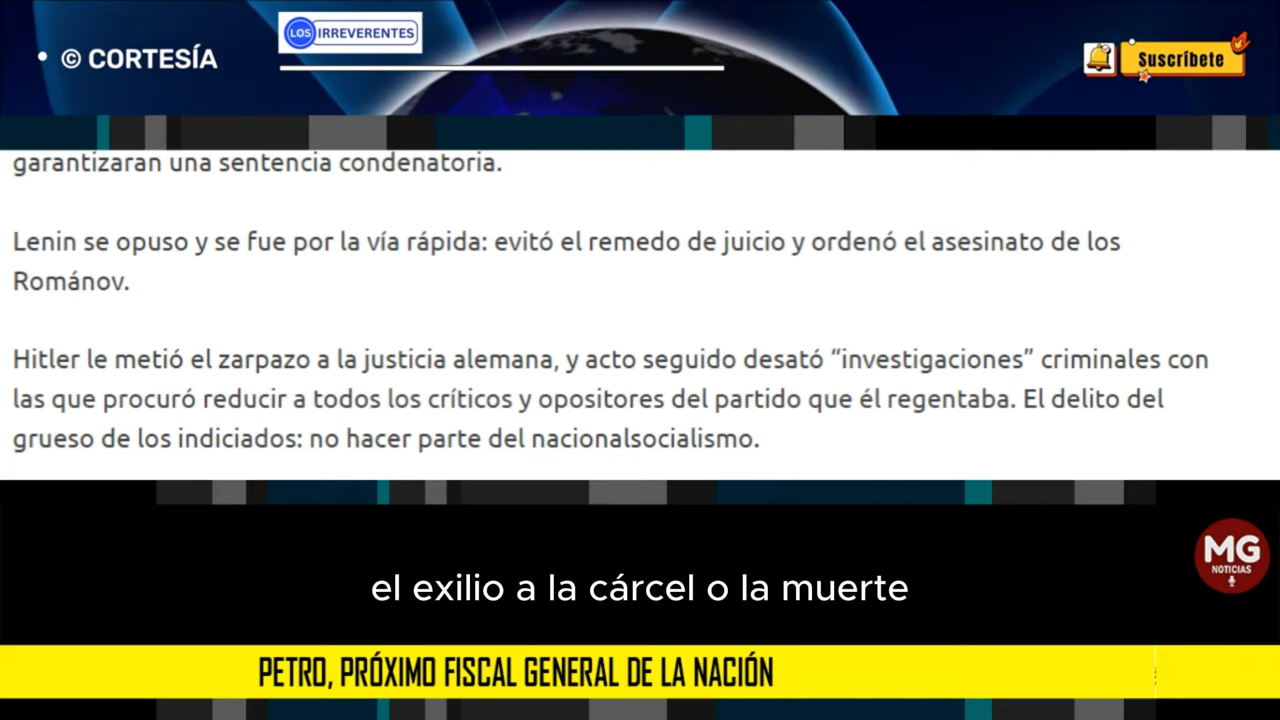 • © CORTESÍA
LOS IRREVERENTES
Suscríbete
garantizaran una sentencia condenatoria.
Lenin se opuso y se fue por la vía rápida: evitó el remedo de juicio y ordenó el asesinato de los
Románov.
Hitler le metió el zarpazo a la justicia alemana, y acto seguido desató “investigaciones” criminales con
las que procuró reducir a todos los críticos y opositores del partido que él regentaba. El delito del
grueso de los indiciados: no hacer parte del nacionalsocialismo.
MG
NOTICIAS
el exilio a la cárcel o la muerte
PETRO, PRÓXIMO FISCAL GENERAL DE LA NACIÓN